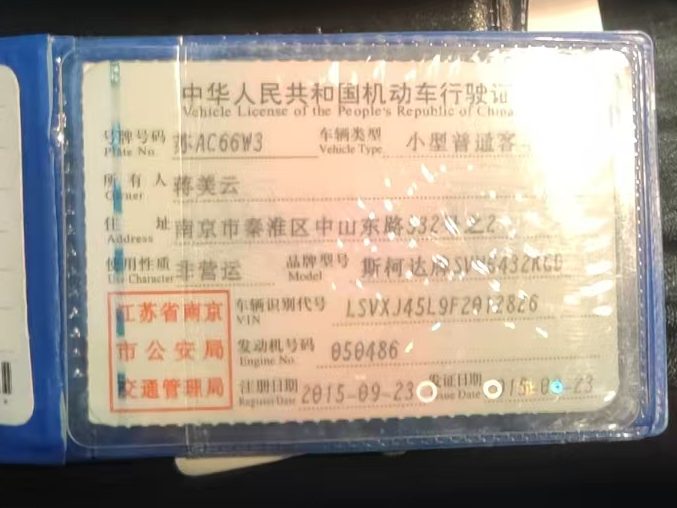 中华人民共和国机动车行驶证
Vehicle License of the People's Republic of China
号牌号码 苏AC66W3 车辆类型 小型普通客
Plate No. Vehicle Type
所有人 蒋美云
Owner
住址 南京市秦淮区中山东路532号之2
Address
使用性质 非营运 品牌型号 斯柯达牌
Use Character Model
江苏省南京
市公安局
交通管理局
车辆识别代号 LSVXJ45L9F2012826
VIN
发动机号码 050486
Engine No.
注册日期 2015-09-23 发证日期
Register Date Issue Date